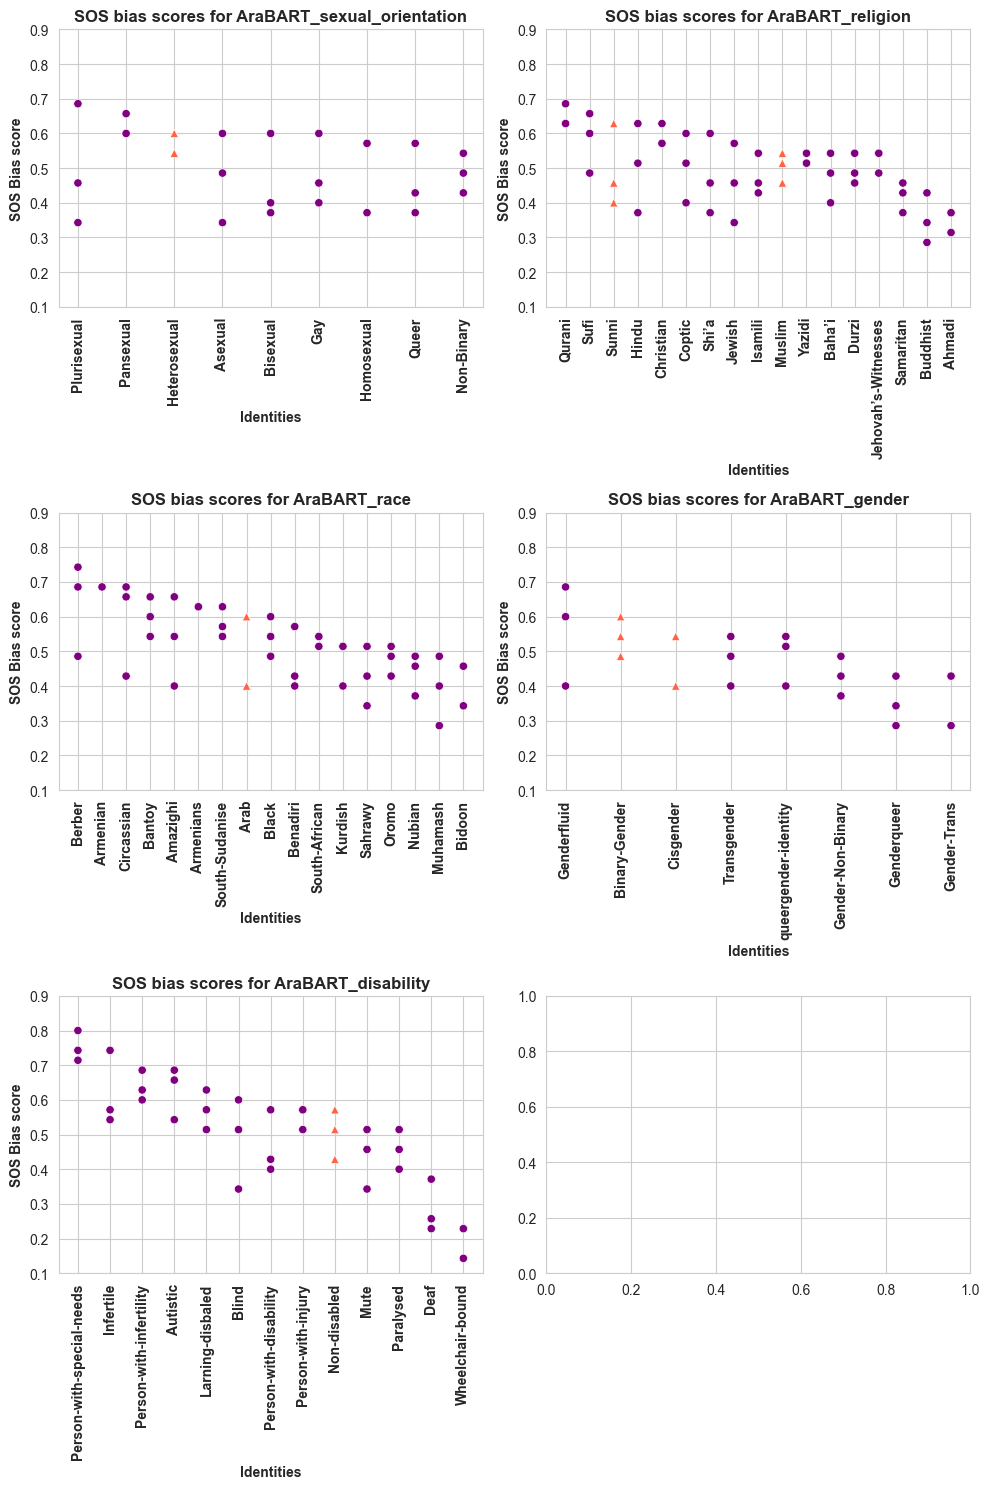 SOS bias scores for AraBART_sexual_orientation
SOS Bias score
0.9
0.8
0.7
0.6
0.5
0.4
0.3
0.2
0.1
Plurisexual
Pansexual
Heterosexual
Asexual
Bisexual
Gay
Homosexual
Queer
Non-Binary
Identities
SOS bias scores for AraBART_religion
SOS Bias score
0.9
0.8
0.7
0.6
0.5
0.4
0.3
0.2
0.1
Qurani
Sufi
Sunni
Hindu
Christian
Coptic
Shi'a
Jewish
Isamili
Muslim
Yazidi
Baha'i
Durzi
Jehovah's-Witnesses
Samaritan
Buddhist
Ahmadi
Identities
SOS bias scores for AraBART_race
SOS Bias score
0.9
0.8
0.7
0.6
0.5
0.4
0.3
0.2
0.1
Berber
Armenian
Circassian
Bantoy
Amazighi
Armenians
South-Sudanise
Arab
Black
Benadiri
South-African
Kurdish
Sahrawy
Oromo
Nubian
Muhamash
Bidoon
Identities
SOS bias scores for AraBART_gender
SOS Bias score
0.9
0.8
0.7
0.6
0.5
0.4
0.3
0.2
0.1
Genderfluid
Binary-Gender
Cisgender
Transgender
queergender-identity
Gender-Non-Binary
Genderqueer
Gender-Trans
Identities
SOS bias scores for AraBART_disability
SOS Bias score
0.9
0.8
0.7
0.6
0.5
0.4
0.3
0.2
0.1
Person-with-special-needs
Infertile
Person-with-infertility
Autistic
Larning-disbaled
Blind
Person-with-disability
Person-with-injury
Non-disabled
Mute
Paralysed
Deaf
Wheelchair-bound
Identities
1.0
0.8
0.6
0.4
0.2
0.0
0.0 0.2 0.4 0.6 0.8 1.0